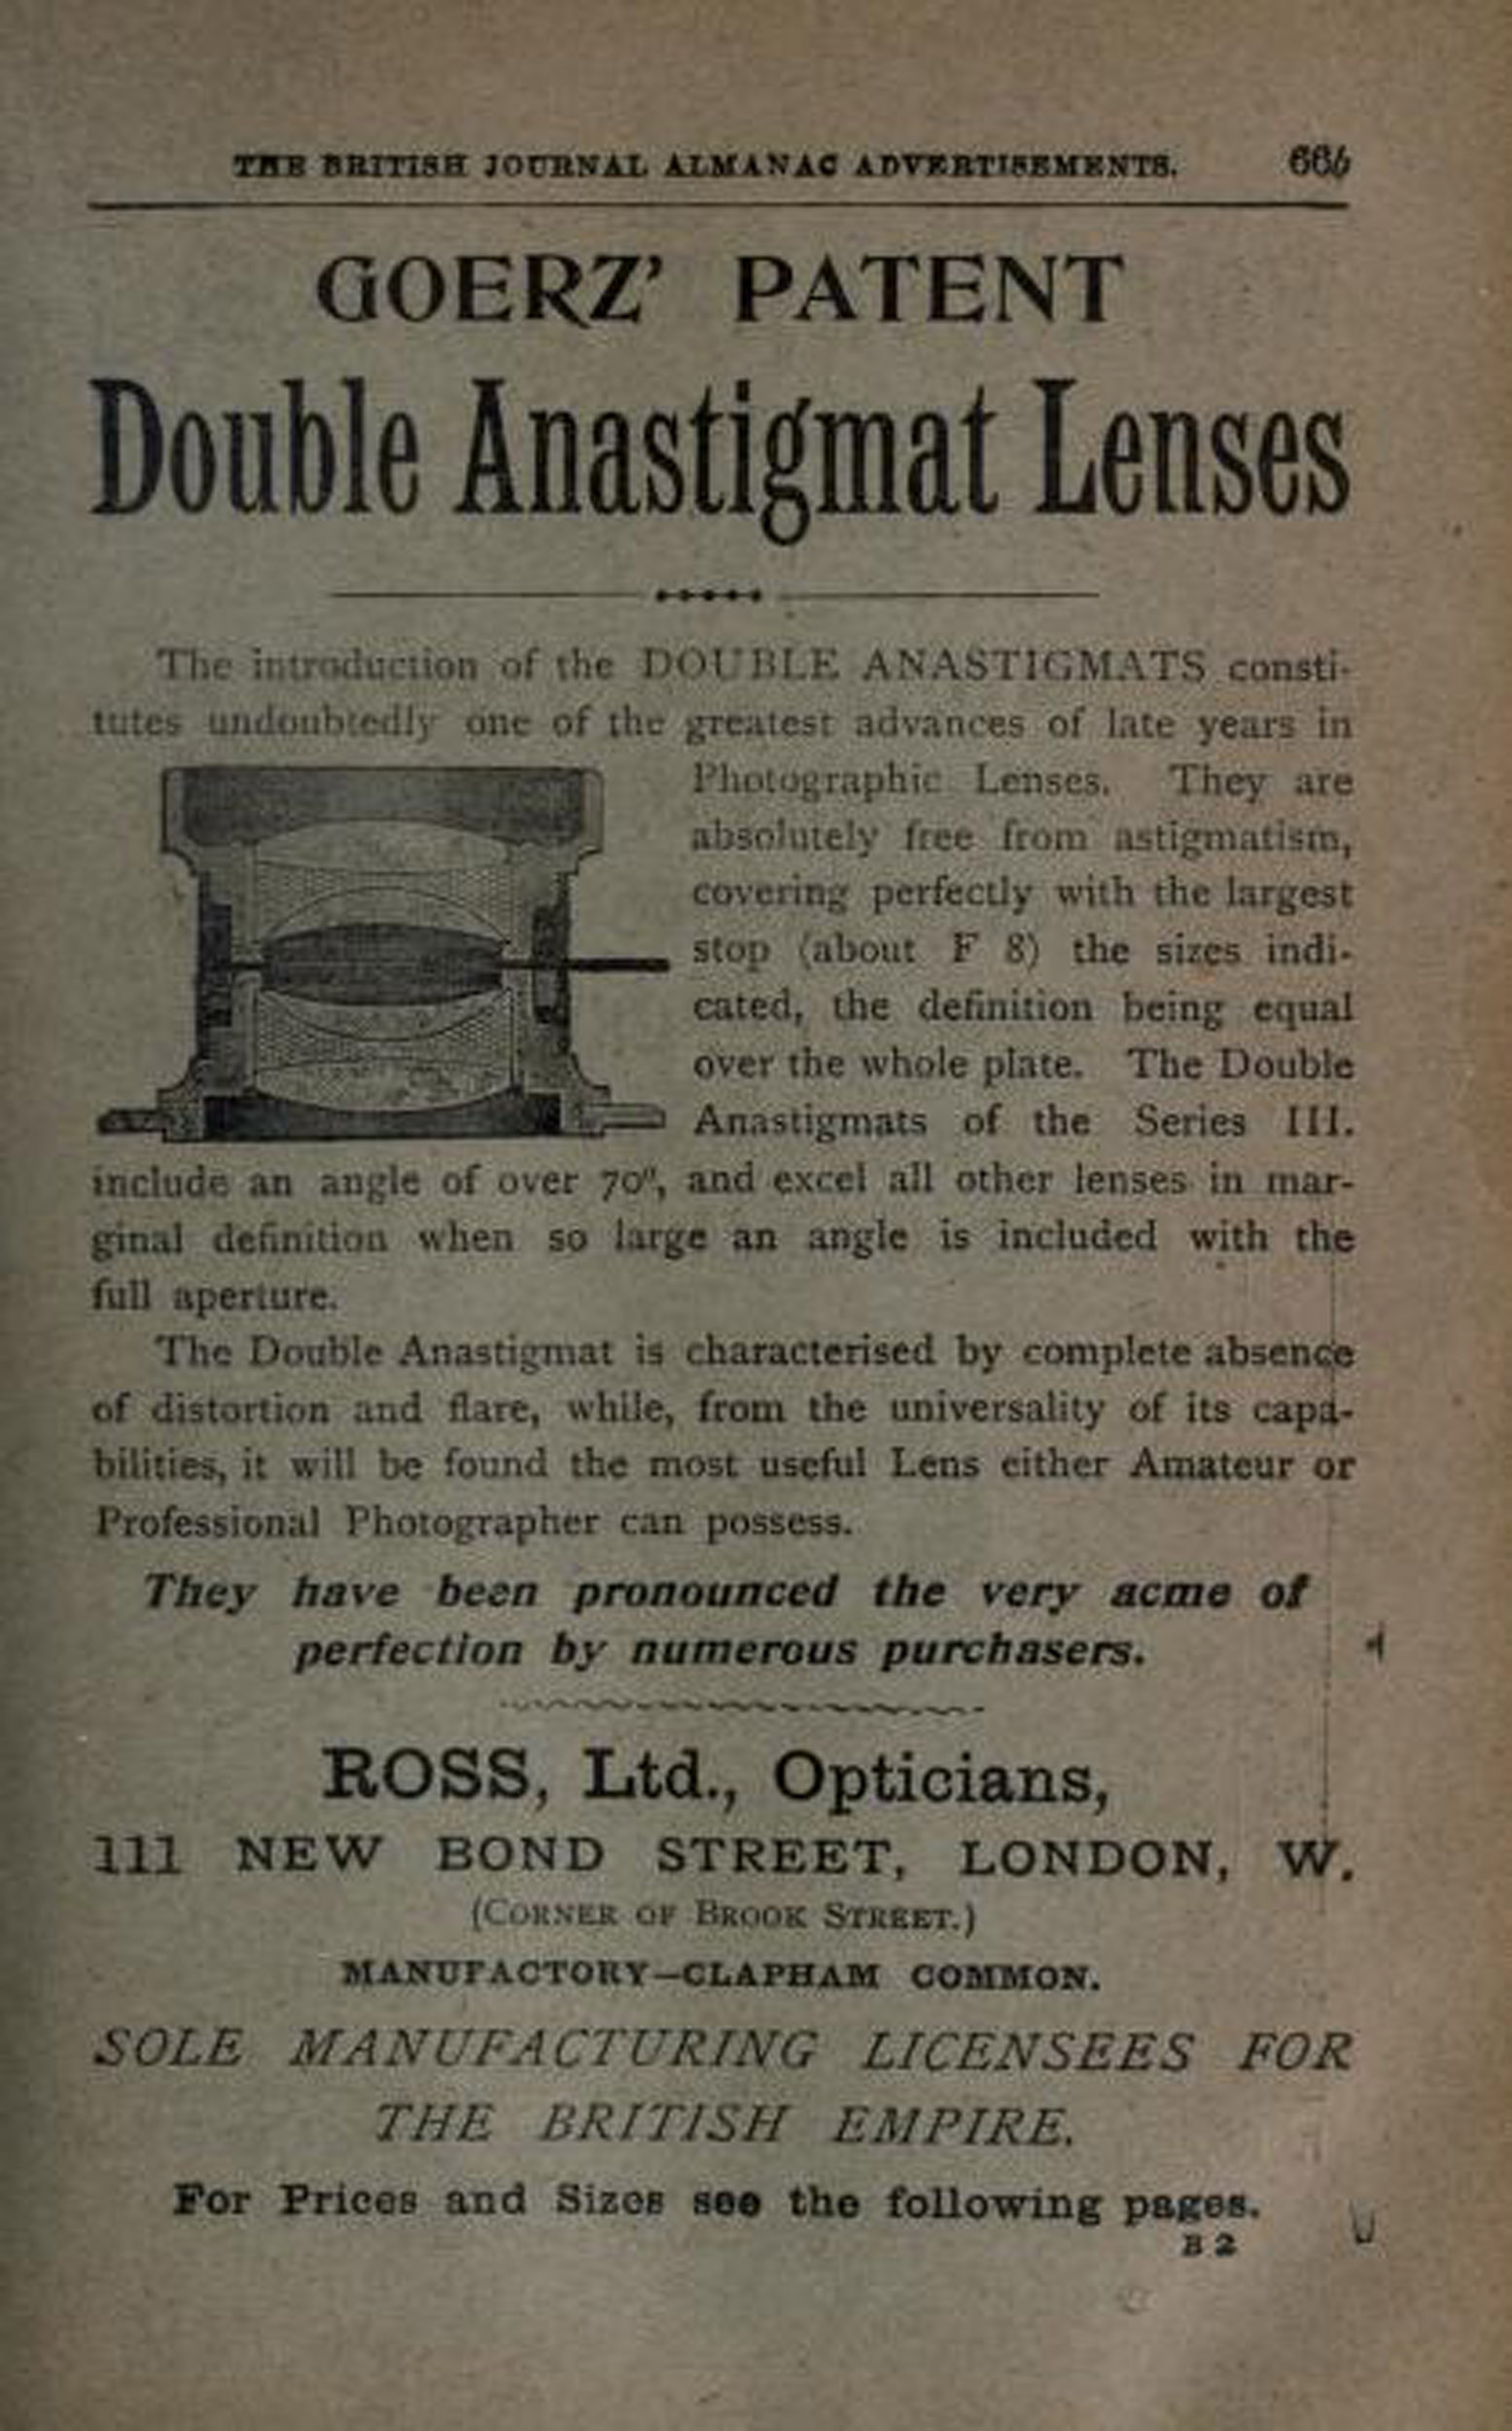 THE BRITISH JOURNAL ALMANAC ADVERTISEMENTS.
GOERZ' PATENT
Double Anastigmat Lenses
The introduction of the DOUBLE ANASTIGMATS consti-
tutes undoubtedly one of the greatest advances of late years in
Photographic Lenses. They are
absolutely free from astigmatism,
covering perfectly with the largest
stop (about F 8) the sizes indi-
cated, the definition being equal
over the whole plate. The Double
Anastigmats of the Series III.
include an angle of over 70°, and excel all other lenses in mar-
ginal definition when so large an angle is included with the
full aperture.
The Double Anastigmat is characterised by complete absence
of distortion and flare, while, from the universality of its capa-
bilities, it will be found the most useful Lens either Amateur or
Professional Photographer can possess.
They have been pronounced the very acme of
perfection by numerous purchasers.
ROSS, Ltd., Opticians,
111 NEW BOND STREET, LONDON, W.
(CORNER OF BROOK STREET.)
MANUFACTORY—CLAPHAM COMMON.
SOLE MANUFACTURING LICENSEES FOR
THE BRITISH EMPIRE.
For Prices and Sizes see the following pages.
B 2